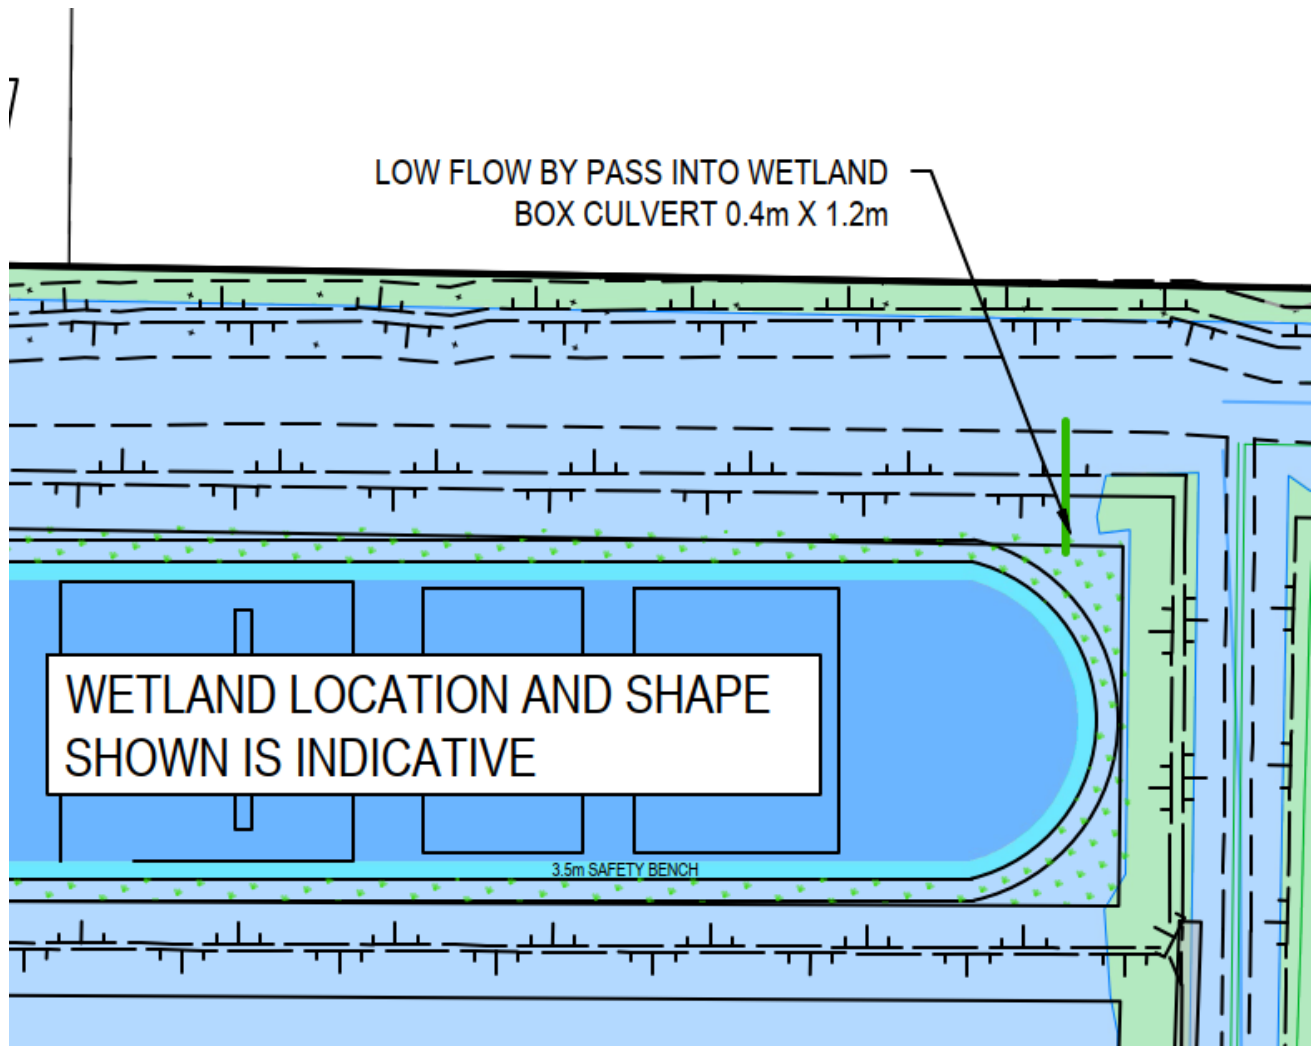 LOW FLOW BY PASS INTO WETLAND
BOX CULVERT 0.4m X 1.2m
WETLAND LOCATION AND SHAPE
SHOWN IS INDICATIVE
3.5m SAFETY BENCH